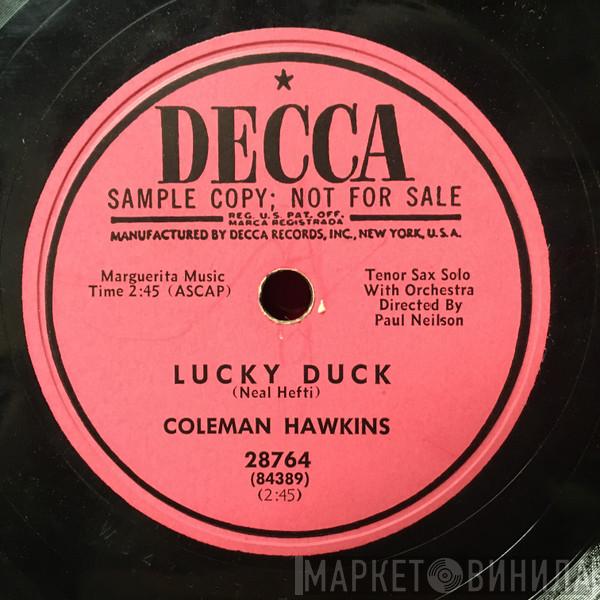 DECCA
SAMPLE COPY; NOT FOR SALE
REG. U.S. PAT. OFF.
MARCA REGISTRADA
MANUFACTURED BY DECCA RECORDS, INC., NEW YORK, U.S.A.
Marguerita Music
Time 2:45 (ASCAP)
Tenor Sax Solo
With Orchestra
Directed By
Paul Neilson
LUCKY DUCK
(Neal Hefti)
COLEMAN HAWKINS
28764
(84389)
(2:45)
МАРКЕТ ВИНИЛА